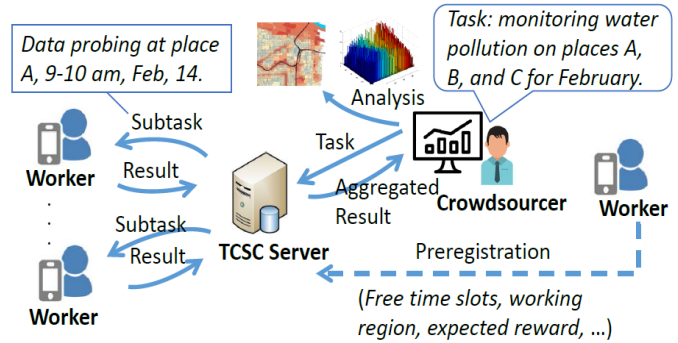 Data probing at place
A, 9-10 am, Feb, 14.
Task: monitoring water
pollution on places A,
B, and C for February.
Analysis
Subtask
Task
Result
Worker
Aggregated
Result
Crowdsourcer
Worker
Subtask
Result
TCSC Server
Preregistration
Worker
(Free time slots, working
region, expected reward, ...)